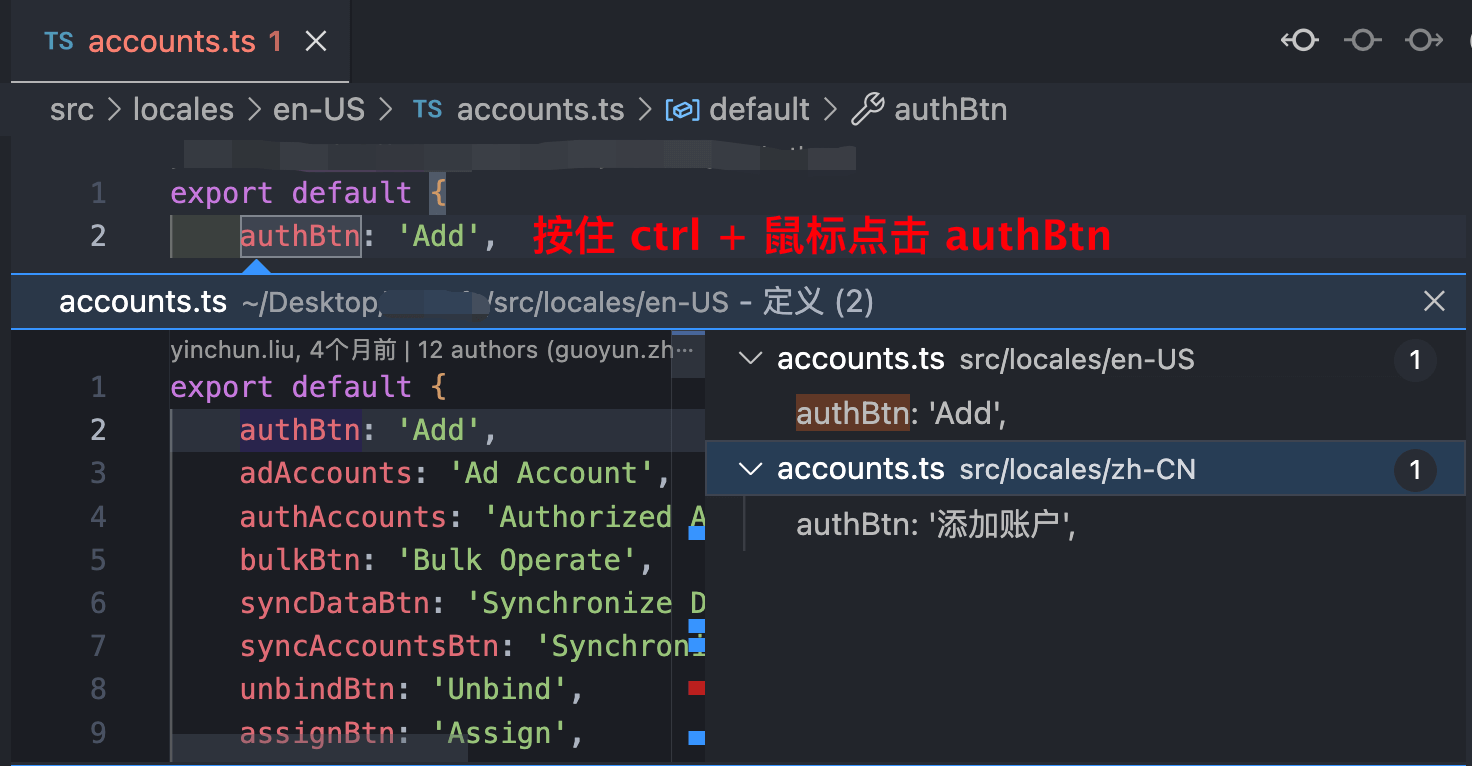 TS accounts.ts 1
src > locales > en-US > TS accounts.ts > default > authBtn
1 export default {
2 authBtn: 'Add', 按住 ctrl + 鼠标点击 authBtn
accounts.ts ~/Desktop/ /src/locales/en-US - 定义 (2)
yinchun.liu, 4个月前 | 12 authors (guoyun.zh···
1 export default {
2 authBtn: 'Add',
3 adAccounts: 'Ad Account',
4 authAccounts: 'Authorized A
5 bulkBtn: 'Bulk Operate',
6 syncDataBtn: 'Synchronize D
7 syncAccountsBtn: 'Synchroni
8 unbindBtn: 'Unbind',
9 assignBtn: 'Assign',
accounts.ts src/locales/en-US 1
authBtn: 'Add',
accounts.ts src/locales/zh-CN 1
authBtn: '添加账户',